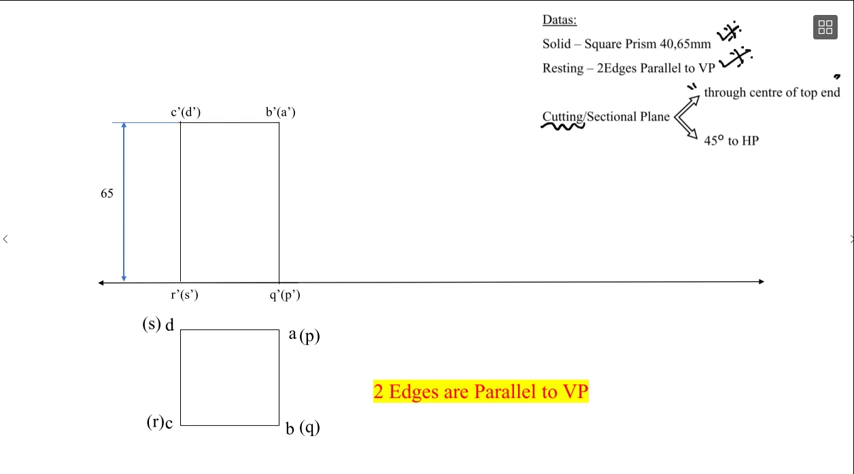 Datas:
Solid – Square Prism 40,65mm
Resting – 2Edges Parallel to VP
through centre of top end
Cutting/Sectional Plane
45° to HP
c’(d’)
b’(a’)
65
r’(s’)
q’(p’)
(s) d
a (p)
2 Edges are Parallel to VP
(r)c
b (q)